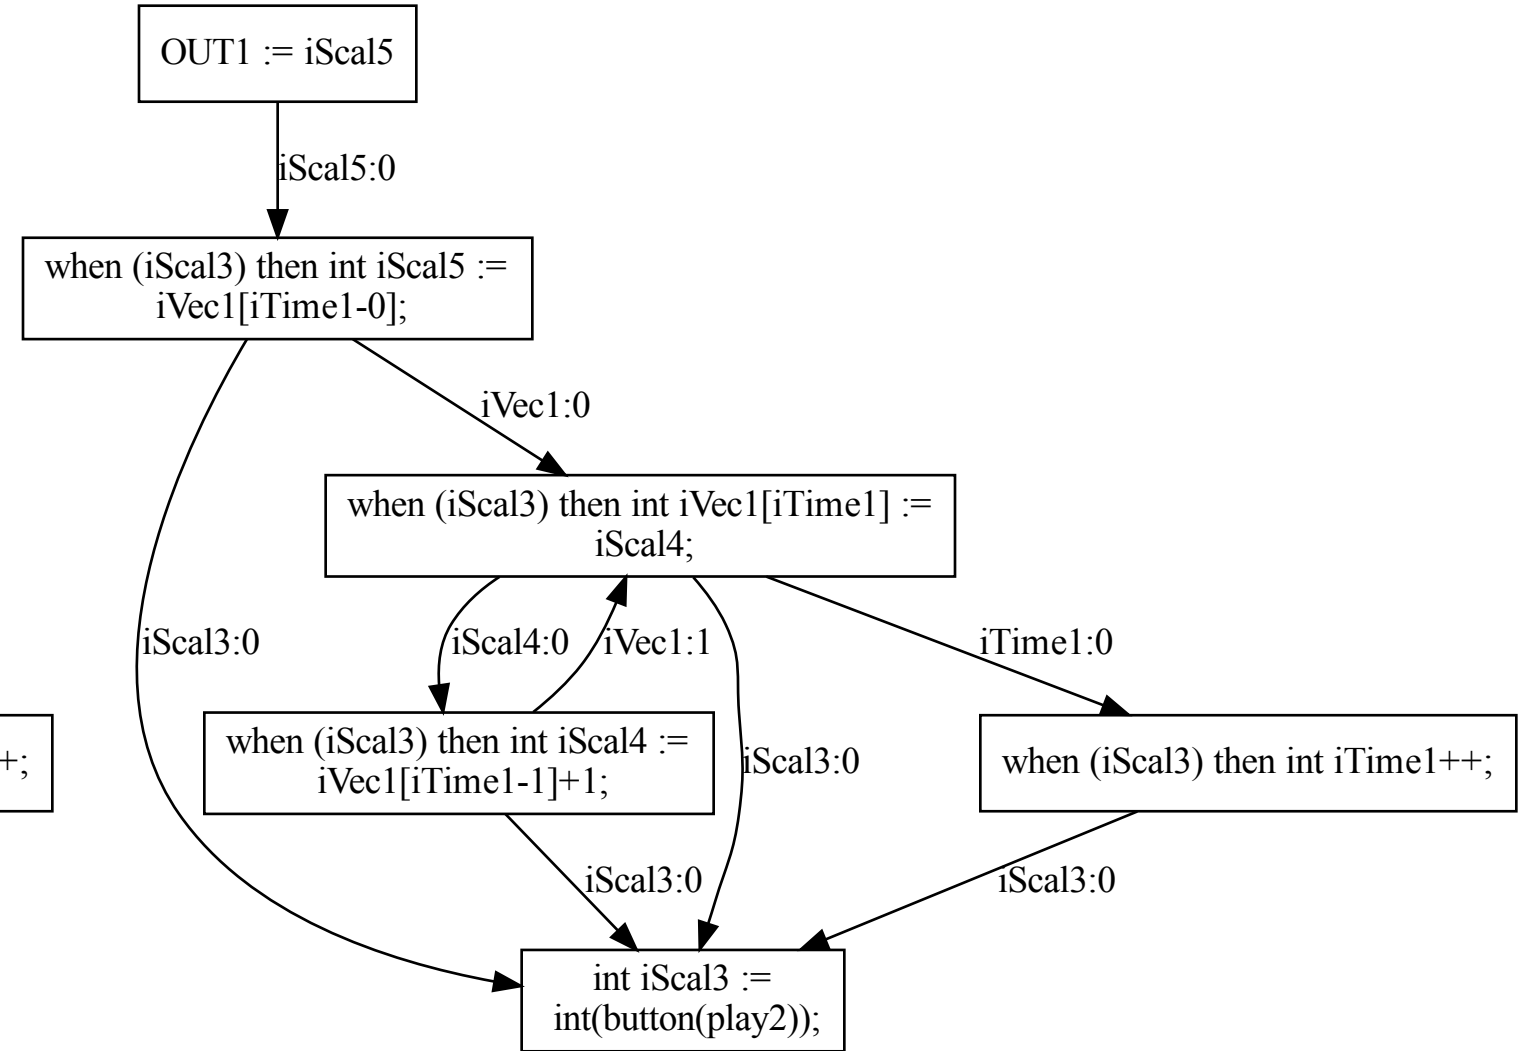 OUT1 := iScal5
iScal5:0
when (iScal3) then int iScal5 :=
iVec1[iTime1-0];
iVec1:0
when (iScal3) then int iVec1[iTime1] :=
iScal4;
iScal3:0
iScal4:0
iVec1:1
iTime1:0
+;
when (iScal3) then int iScal4 :=
iVec1[iTime1-1]+1;
iScal3:0
when (iScal3) then int iTime1++;
iScal3:0
iScal3:0
int iScal3 :=
int(button(play2));